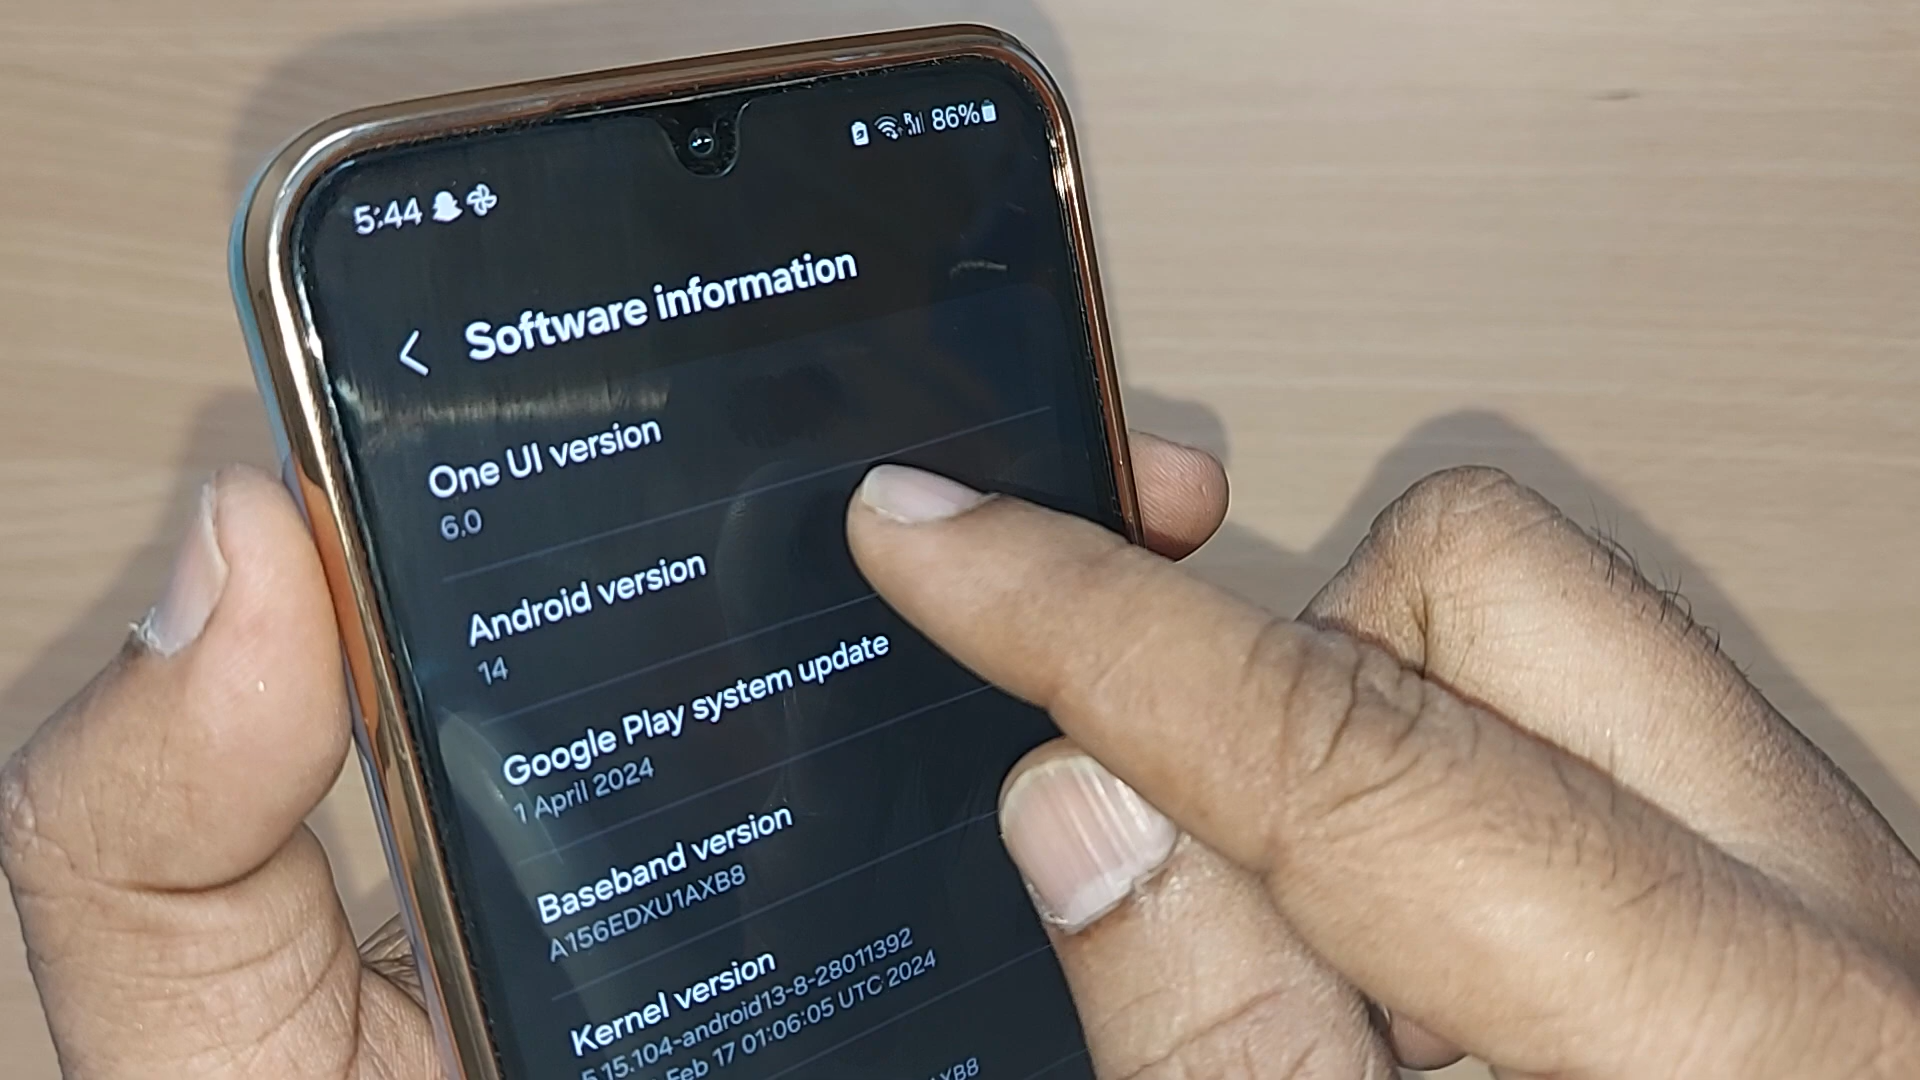 5:44
R 86%
Software information
One UI version
6.0
Android version
14
Google Play system update
1 April 2024
Baseband version
A156EDXU1AXB8
Kernel version
5.15.104-android13-8-28011392
Feb 17 01:06:05 UTC 2024
XB8